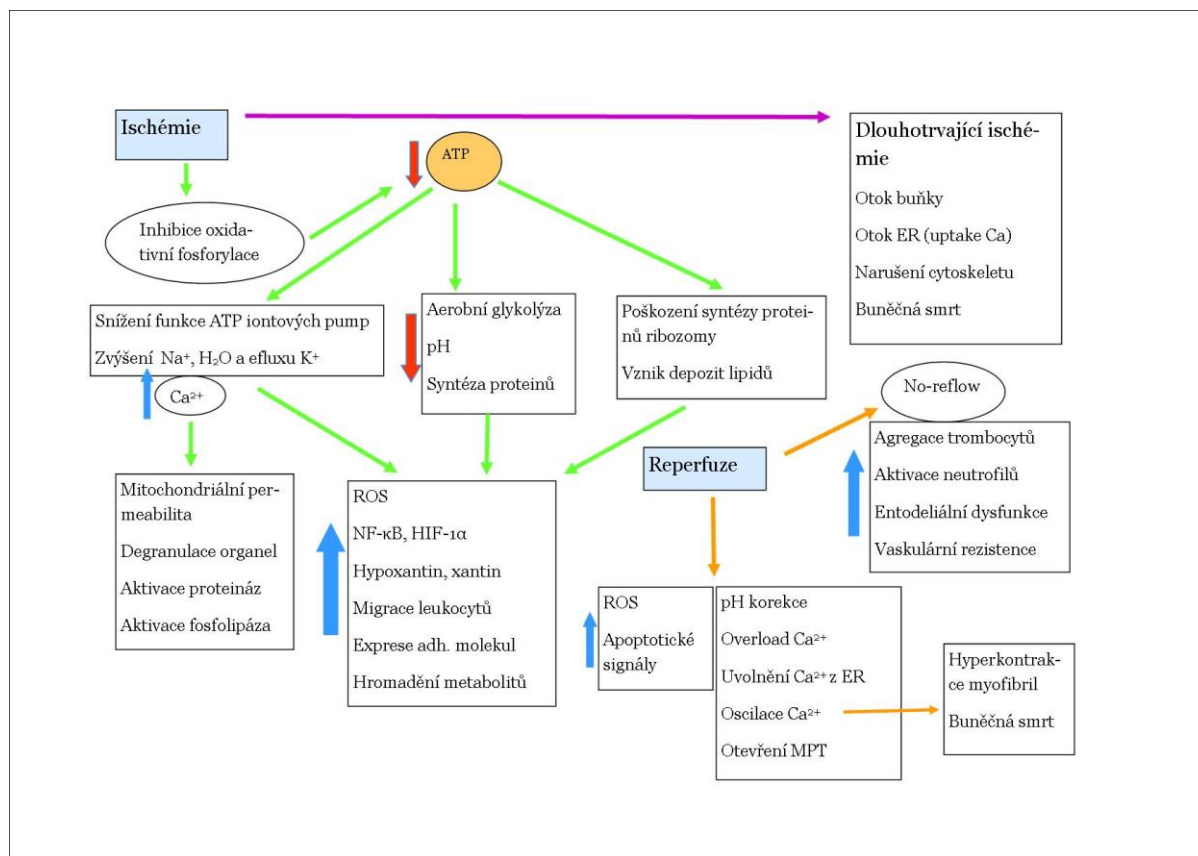 Ischémie
ATP
Dlouhotrvající isché-
mie
Otok buňky
Otok ER (uptake Ca)
Narušení cytoskeletu
Buněčná smrt
Inhibice oxida-
tivní fosforylace
Snížení funkce ATP iontových pump
Zvýšení Na⁺, H₂O a efluxu K⁺
Ca²⁺
Aerobní glykolýza
pH
Syntéza proteinů
Poškození syntézy protei-
nů ribozomy
Vznik depozit lipidů
No-reflow
Agregace trombocytů
Aktivace neutrofilů
Entodeliální dysfunkce
Vaskulární rezistence
Reperfuze
Mitochondriální per-
meabilita
Degranulace organel
Aktivace proteináz
Aktivace fosfolipáza
ROS
NF-κB, HIF-1α
Hypoxantin, xantin
Migrace leukocytů
Exprese adh. molekul
Hromadění metabolitů
ROS
Apoptotické
signály
pH korekce
Overload Ca²⁺
Uvolnění Ca²⁺ z ER
Oscilace Ca²⁺
Otevření MPT
Hyperkontrak-
ce myofibril
Buněčná smrt